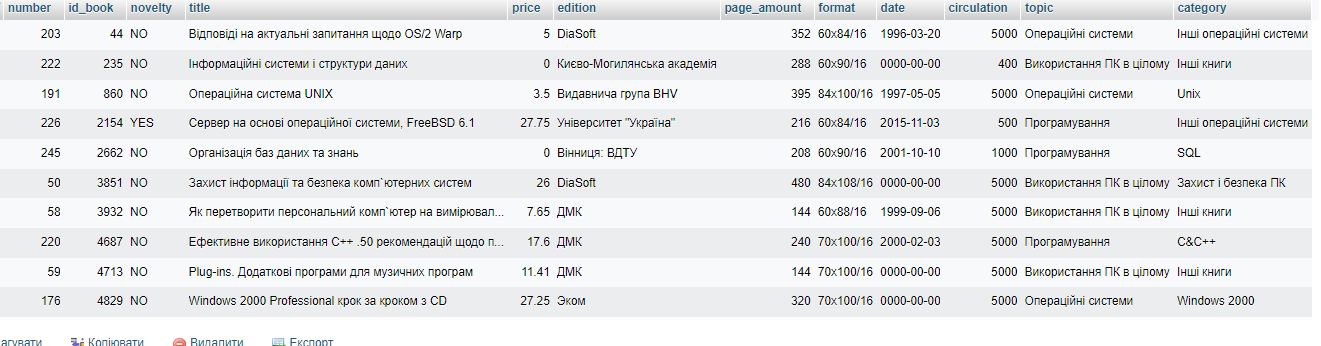 number id_book novelty title price edition page_amount format date circulation topic category
203 44 NO Відповіді на актуальні запитання щодо OS/2 Warp 5 DiaSoft 352 60x84/16 1996-03-20 5000 Операційні системи Інші операційні системи
222 235 NO Інформаційні системи і структури даних 0 Києво-Могилянська академія 288 60x90/16 0000-00-00 400 Використання ПК в цілому Інші книги
191 860 NO Операційна система UNIX 3.5 Видавнича група BHV 395 84x100/16 1997-05-05 5000 Операційні системи Unix
226 2154 YES Сервер на основі операційної системи, FreeBSD 6.1 27.75 Університет "Україна" 216 60x84/16 2015-11-03 500 Програмування Інші операційні системи
245 2662 NO Організація баз даних та знань 0 Вінниця: ВДТУ 208 60x90/16 2001-10-10 1000 Програмування SQL
50 3851 NO Захист інформації та безпека комп`ютерних систем 26 DiaSoft 480 84x108/16 0000-00-00 5000 Використання ПК в цілому Захист і безпека ПК
58 3932 NO Як перетворити персональний комп`ютер на вимірювал... 7.65 ДМК 144 60x88/16 1999-09-06 5000 Використання ПК в цілому Інші книги
220 4687 NO Ефективне використання C++ .50 рекомендацій щодо п... 17.6 ДМК 240 70x100/16 2000-02-03 5000 Програмування C&C++
59 4713 NO Plug-ins. Додаткові програми для музичних програм 11.41 ДМК 144 70x100/16 0000-00-00 5000 Використання ПК в цілому Інші книги
176 4829 NO Windows 2000 Professional крок за кроком з CD 27.25 Эком 320 70x100/16 0000-00-00 5000 Операційні системи Windows 2000
агувати Копіювати Видалити Експорт